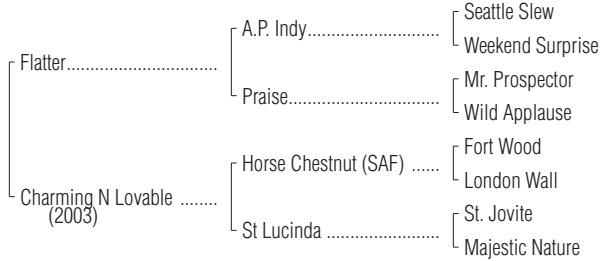 Seattle Slew
A.P. Indy............................
Weekend Surprise
Flatter................................
Mr. Prospector
Praise................................
Wild Applause
Fort Wood
Horse Chestnut (SAF) ......
London Wall
Charming N Lovable ........
(2003)
St. Jovite
St Lucinda ........................
Majestic Nature